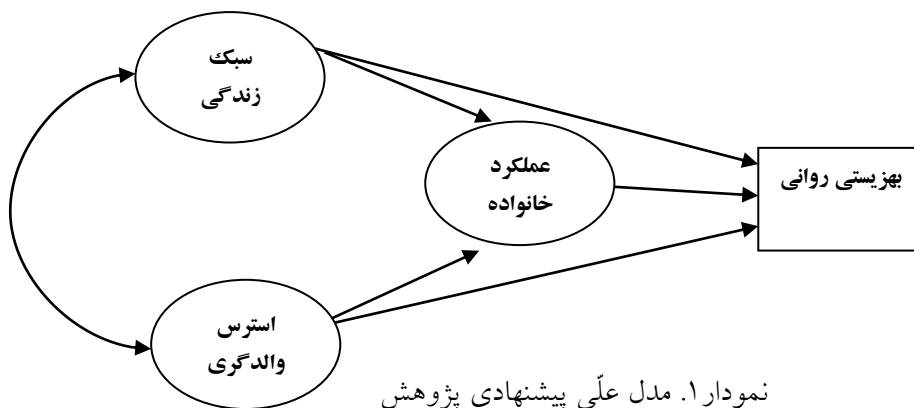 سبک
زندگی
عملکرد
خانواده
بهزیستی روانی
استرس
والدگری
نمودار۱. مدل علّی پیشنهادی پژوهش